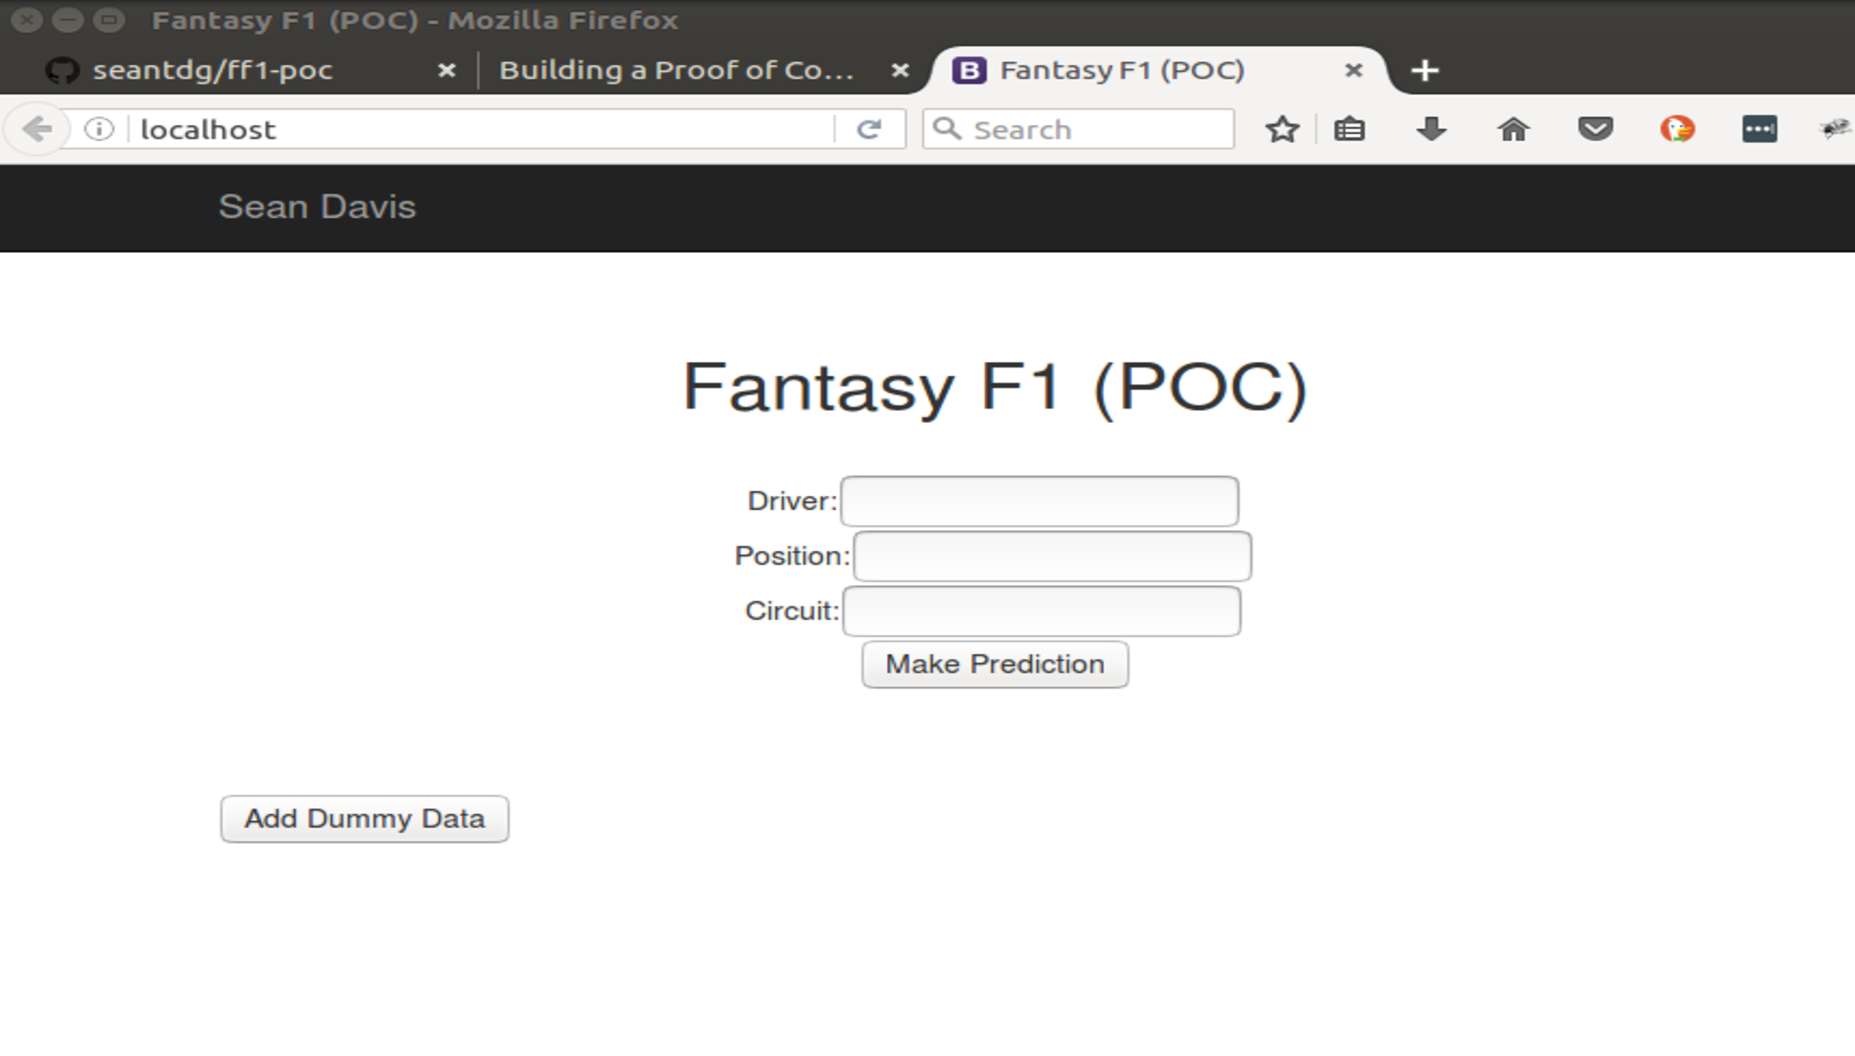 Fantasy F1 (POC) - Mozilla Firefox
seantdg/ff1-poc
Building a Proof of Co...
B Fantasy F1 (POC)
localhost
Search
Sean Davis
Fantasy F1 (POC)
Driver:
Position:
Circuit:
Make Prediction
Add Dummy Data